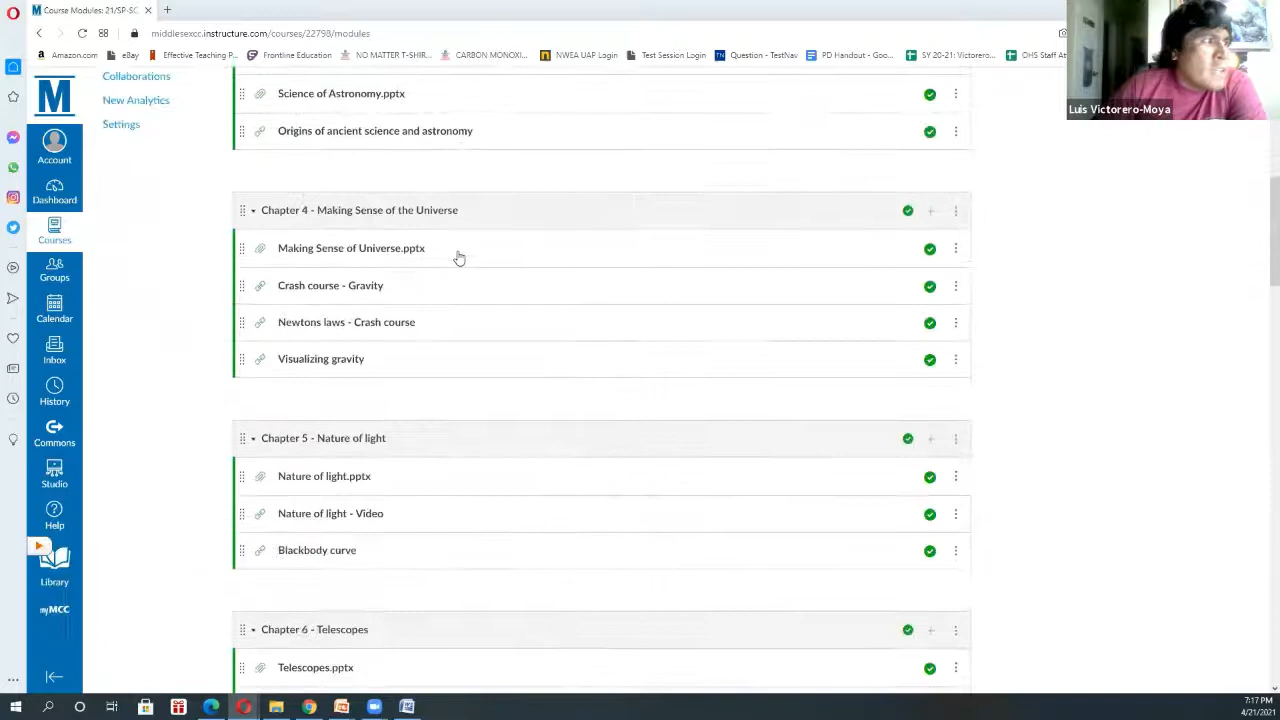 Course Modules: 21/SP-SC
middlesexcc.instructure.com/courses/22798/modules
Amazon.com
eBay
Effective Teaching P...
Frontline Education
NO MATTER T-SHIR...
CARBON MONOXI...
NWEA UAP Login
Test Session Login
Question - TestNav
PD Handout - Goo...
SY 20-21: Victorero...
OHS Staff At
Luis Victorero-Moya
M
Account
Dashboard
Courses
Groups
Calendar
Inbox
History
Commons
Studio
Help
Library
myMCC
Collaborations
New Analytics
Settings
Science of Astronomy.pptx
Origins of ancient science and astronomy
Chapter 4 - Making Sense of the Universe
Making Sense of Universe.pptx
Crash course - Gravity
Newtons laws - Crash course
Visualizing gravity
Chapter 5 - Nature of light
Nature of light.pptx
Nature of light - Video
Blackbody curve
Chapter 6 - Telescopes
Telescopes.pptx
7:17 PM
4/21/2021